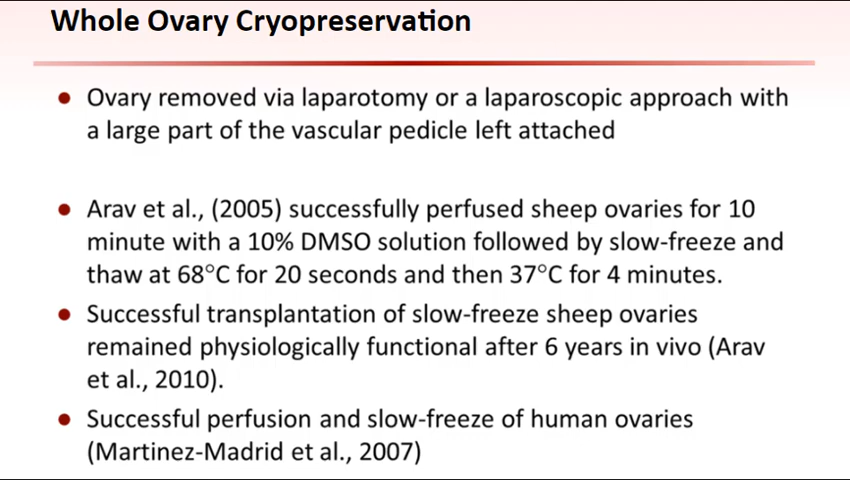 Whole Ovary Cryopreservation
• Ovary removed via laparotomy or a laparoscopic approach with
a large part of the vascular pedicle left attached
• Arav et al., (2005) successfully perfused sheep ovaries for 10
minute with a 10% DMSO solution followed by slow-freeze and
thaw at 68°C for 20 seconds and then 37°C for 4 minutes.
• Successful transplantation of slow-freeze sheep ovaries
remained physiologically functional after 6 years in vivo (Arav
et al., 2010).
• Successful perfusion and slow-freeze of human ovaries
(Martinez-Madrid et al., 2007)